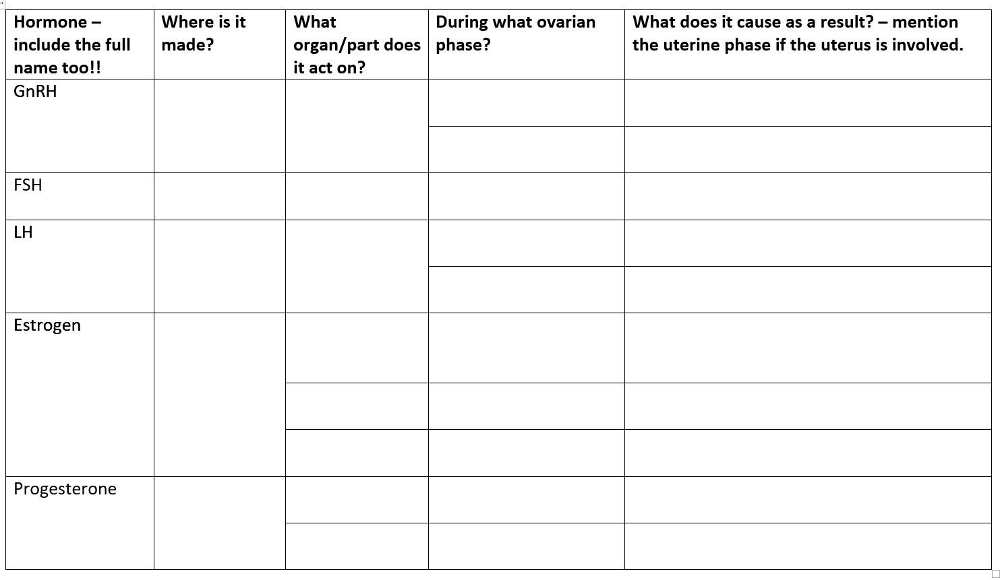 Hormone –
include the full
name too!!
Where is it
made?
What
organ/part does
it act on?
During what ovarian
phase?
What does it cause as a result? – mention
the uterine phase if the uterus is involved.
GnRH
FSH
LH
Estrogen
Progesterone